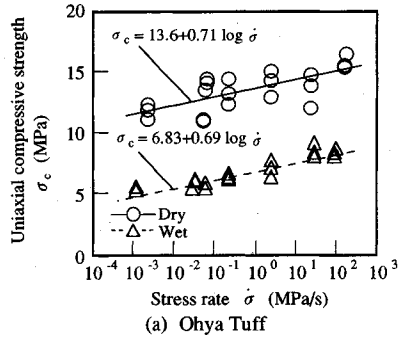 20
σc = 13.6+0.71 log σ̇
15
10
σc = 6.83+0.69 log σ̇
5
Dry
Wet
0
10⁻⁴ 10⁻³ 10⁻² 10⁻¹ 10⁰ 10¹ 10² 10³
Uniaxial compressive strength
σc (MPa)
Stress rate σ̇ (MPa/s)
(a) Ohya Tuff